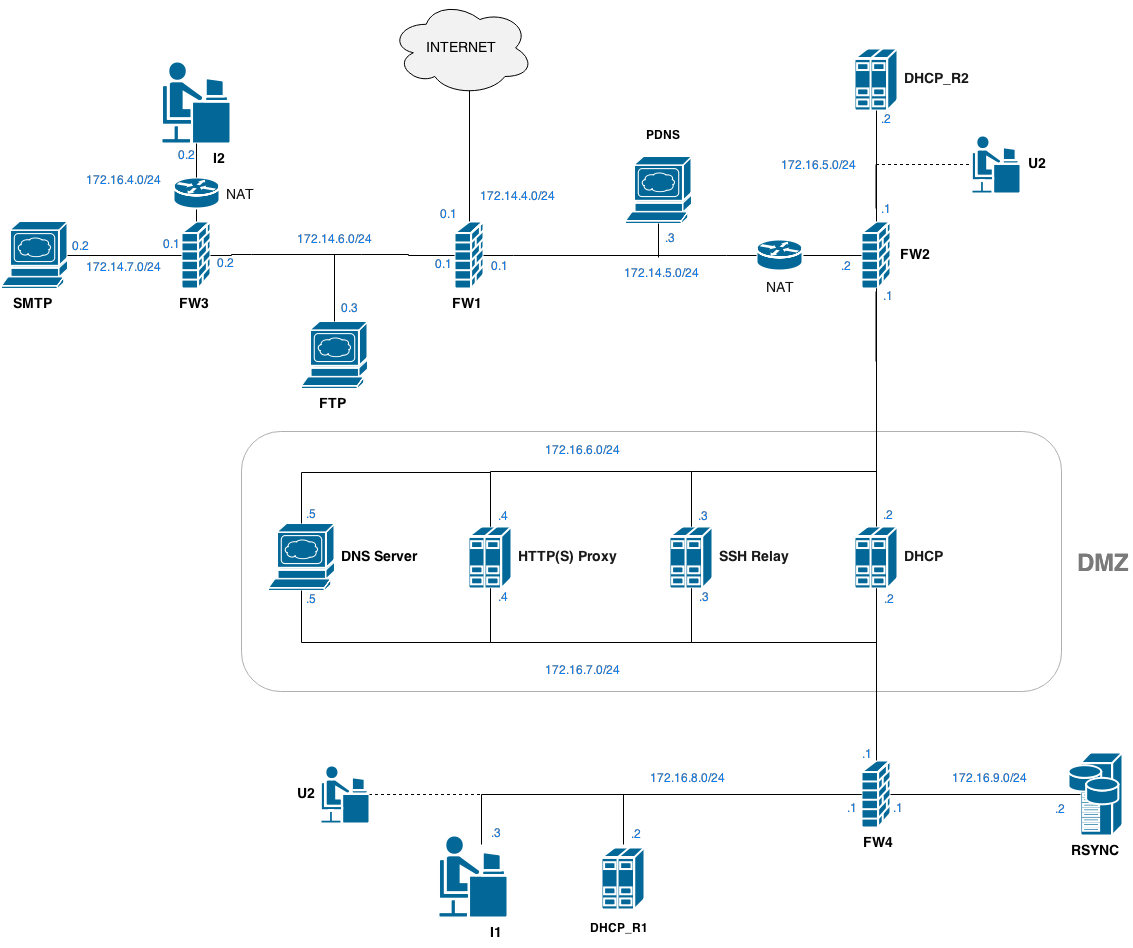 INTERNET
DHCP_R2
.2
PDNS
0.2
I2
172.16.5.0/24
U2
172.16.4.0/24
NAT
172.14.4.0/24
0.1
.1
0.2
0.1
172.14.6.0/24
.3
FW2
172.14.7.0/24
0.2
0.1
0.1
172.14.5.0/24
.2
NAT
SMTP
FW3
FW1
.1
0.3
FTP
172.16.6.0/24
.5
.4
.3
.2
DNS Server
HTTP(S) Proxy
SSH Relay
DHCP
DMZ
.5
.4
.3
.2
172.16.7.0/24
.1
172.16.8.0/24
172.16.9.0/24
U2
.1
.1
.2
.3
.2
FW4
RSYNC
I1
DHCP_R1